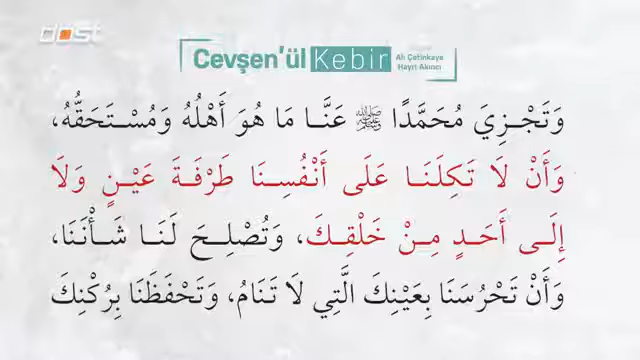 dost
Cevşen'ül Kebir
Ali Çetinkaya
Hayri Akıncı
وَتَجْزِيَ مُحَمَّدًا ﷺ عَنَّا مَا هُوَ أَهْلُهُ وَمُسْتَحَقُّهُ،
وَأَنْ لَا تَكِلَنَا عَلَى أَنْفُسِنَا طَرْفَةَ عَيْنٍ وَلَا
إِلَى أَحَدٍ مِنْ خَلْقِكَ، وَتُصْلِحَ لَنَا شَأْنَنَا،
وَأَنْ تَحْرُسَنَا بِعَيْنِكَ الَّتِي لَا تَنَامُ، وَتَحْفَظَنَا بِرُكْنِكَ